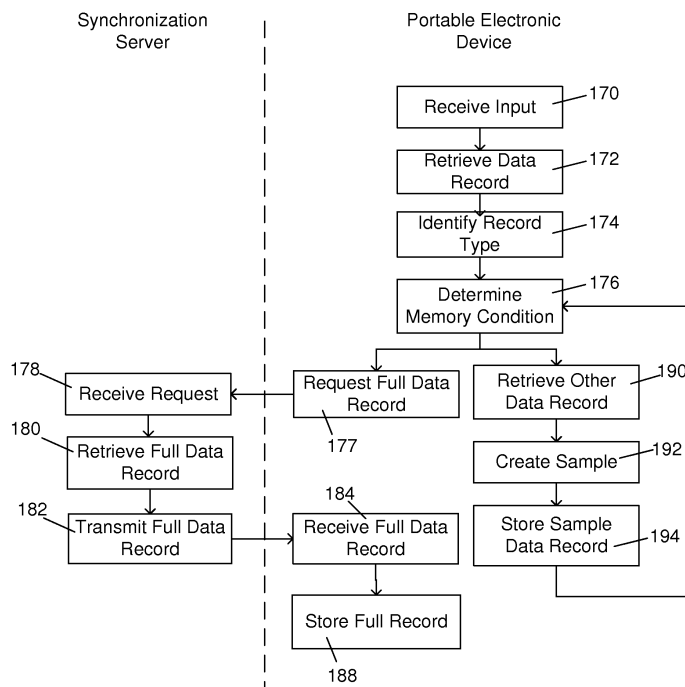 Synchronization
Server
Portable Electronic
Device
Receive Input
170
Retrieve Data
Record
172
Identify Record
Type
174
Determine
Memory Condition
176
178
Receive Request
Request Full Data
Record
177
Retrieve Other
Data Record
190
180
Retrieve Full Data
Record
Create Sample
192
182
Transmit Full Data
Record
184
Receive Full Data
Record
Store Sample
Data Record
194
Store Full Record
188